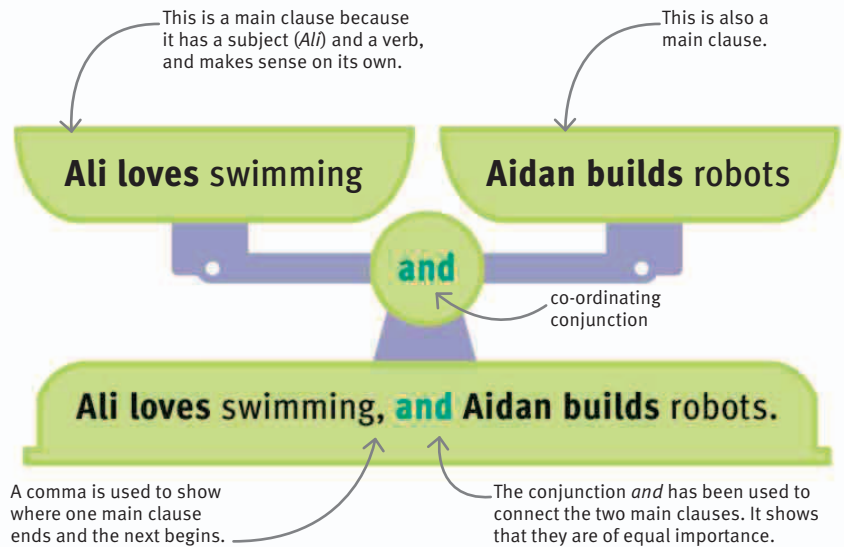 This is a main clause because
it has a subject (Ali) and a verb,
and makes sense on its own.
This is also a
main clause.
Ali loves swimming
Aidan builds robots
and
co-ordinating
conjunction
Ali loves swimming, and Aidan builds robots.
A comma is used to show
where one main clause
ends and the next begins.
The conjunction and has been used to
connect the two main clauses. It shows
that they are of equal importance.